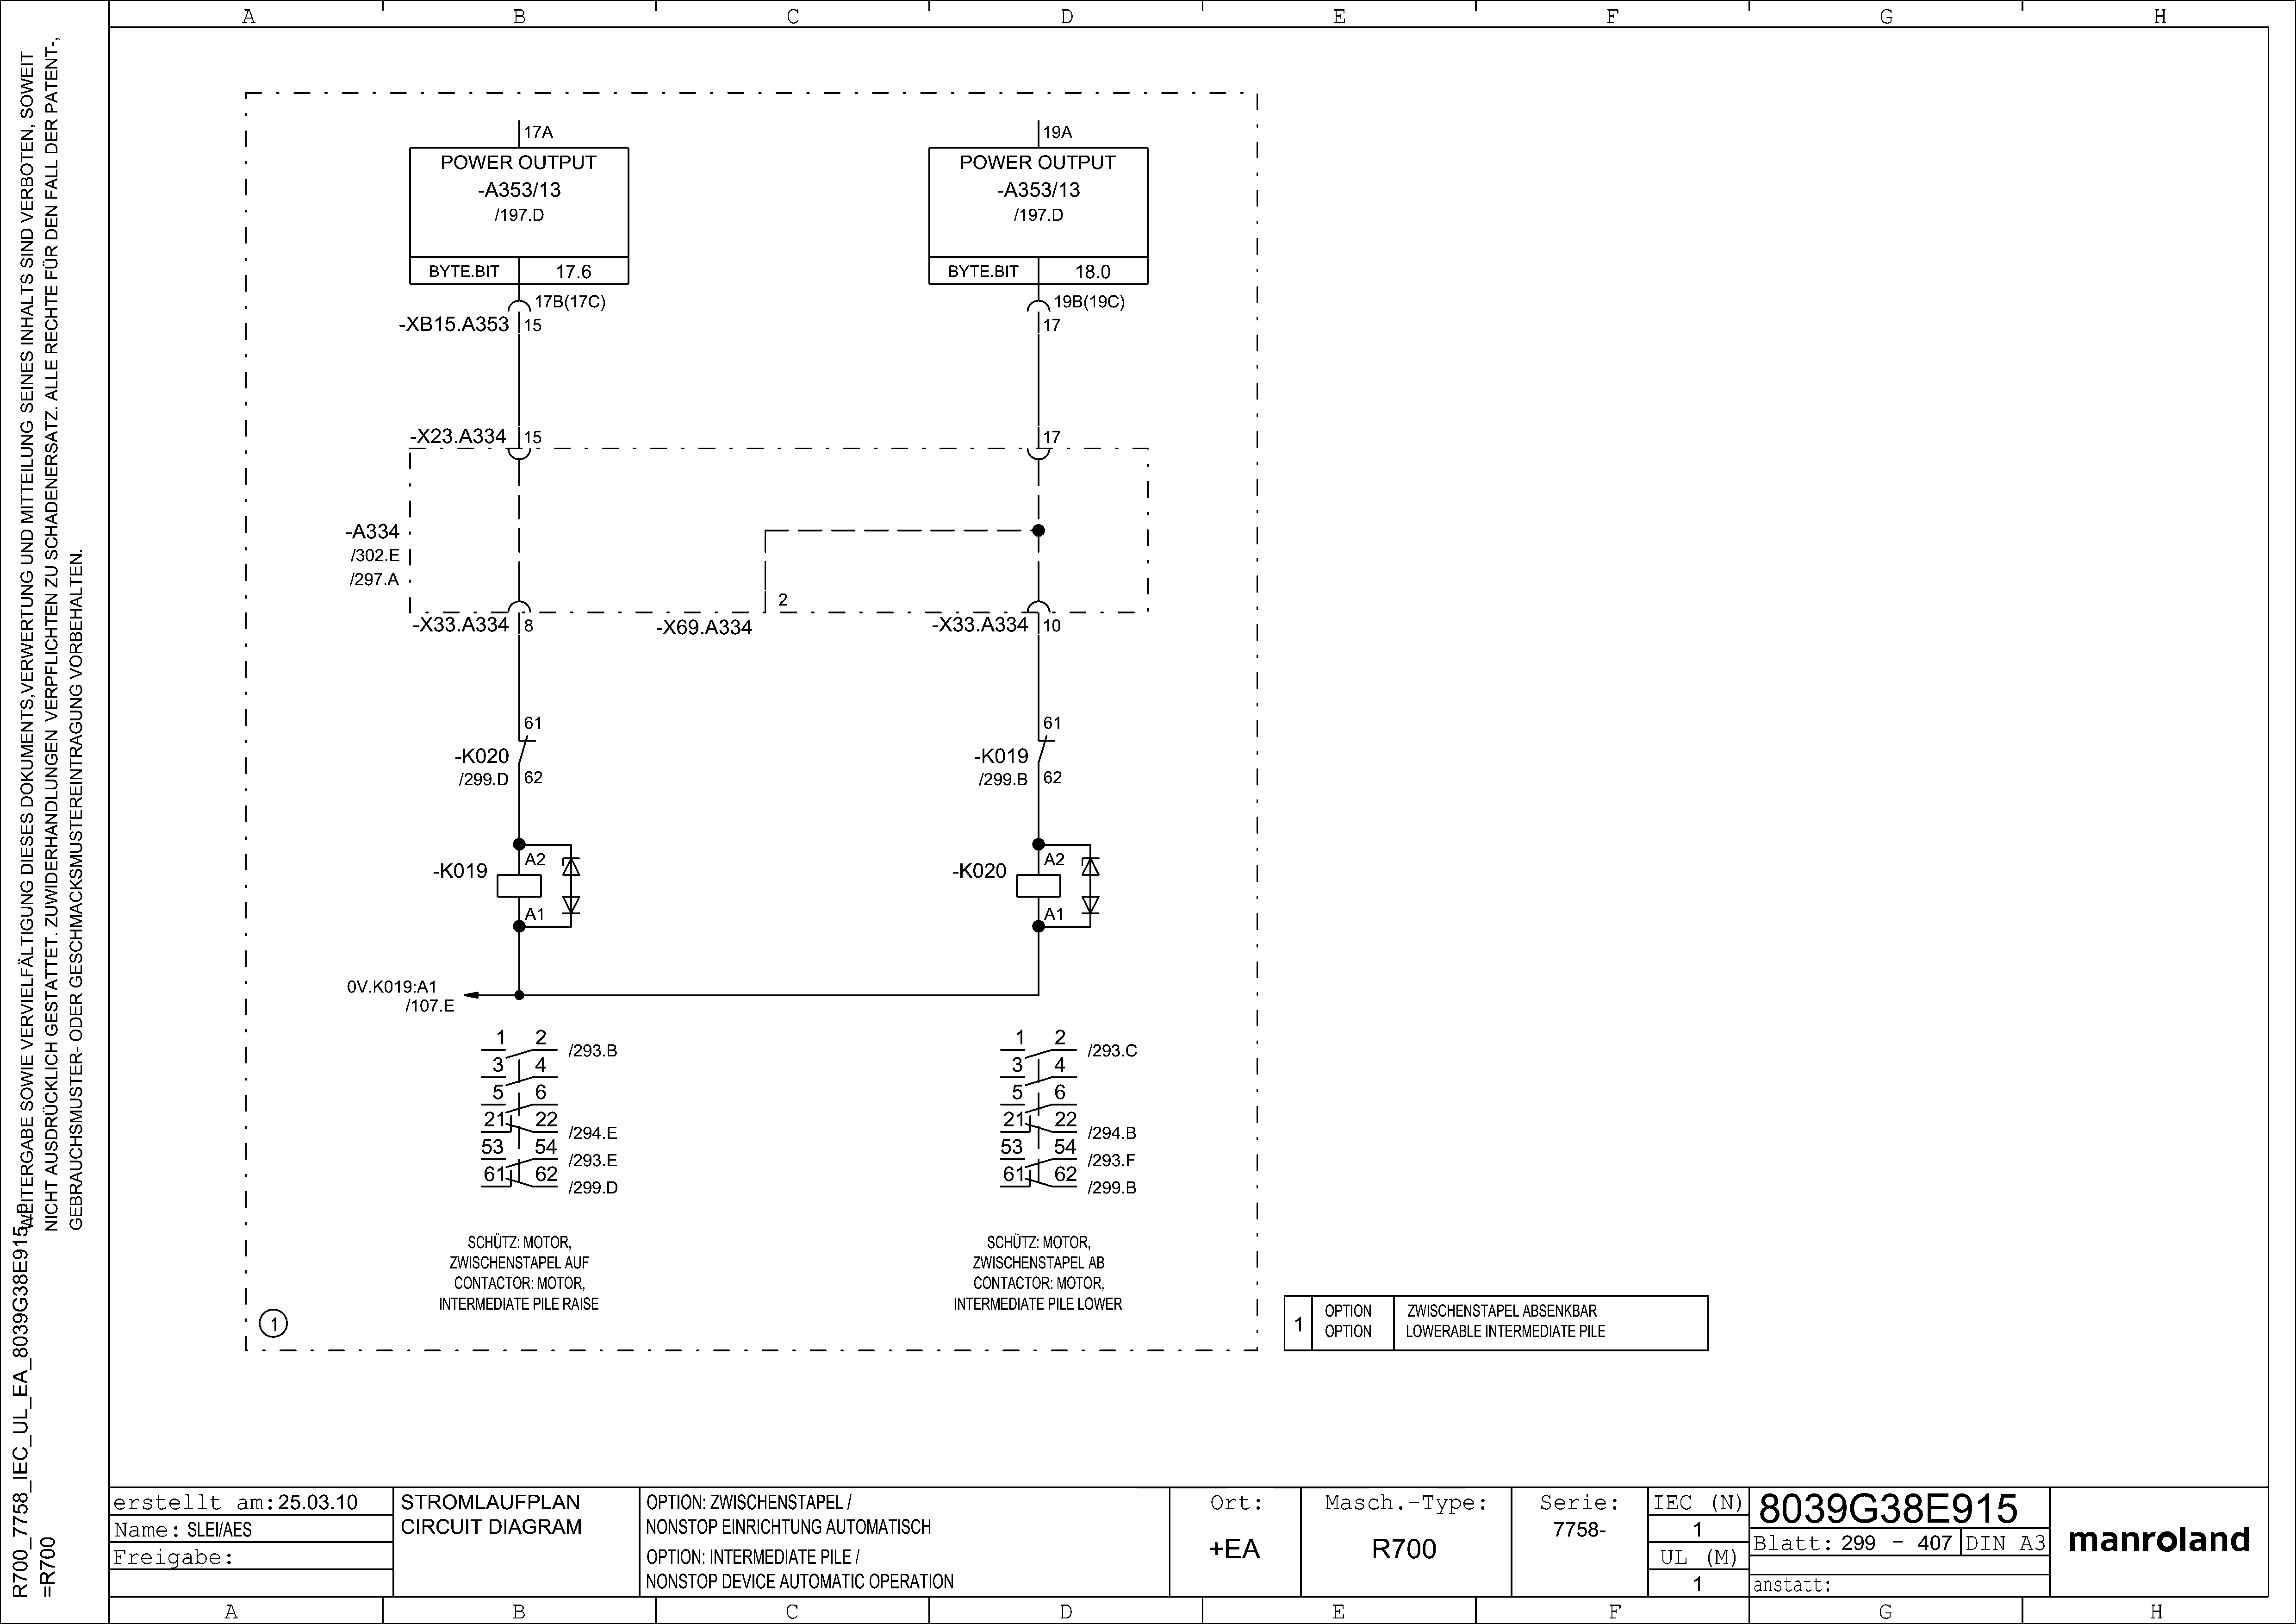 A B C D E F G H
WEITERGABE SOWIE VERVIELFÄLTIGUNG DIESES DOKUMENTS,VERWERTUNG UND MITTEILUNG SEINES INHALTS SIND VERBOTEN, SOWEIT
NICHT AUSDRÜCKLICH GESTATTET. ZUWIDERHANDLUNGEN VERPFLICHTEN ZU SCHADENERSATZ. ALLE RECHTE FÜR DEN FALL DER PATENT-,
GEBRAUCHSMUSTER- ODER GESCHMACKSMUSTEREINTRAGUNG VORBEHALTEN.
=R700
17A 19A
POWER OUTPUT POWER OUTPUT
-A353/13 -A353/13
/197.D /197.D
BYTE.BIT 17.6 BYTE.BIT 18.0
17B(17C) 19B(19C)
-XB15.A353 15 17
-X23.A334 15 17
-A334
/302.E
/297.A
2
-X33.A334 8 -X69.A334 -X33.A334 10
61 61
-K020 -K019
/299.D 62 /299.B 62
A2 A2
-K019 -K020
A1 A1
0V.K019:A1
/107.E
1 2 /293.B 1 2 /293.C
3 4 3 4
5 6 5 6
21 22 /294.E 21 22 /294.B
53 54 /293.E 53 54 /293.F
61 62 /299.D 61 62 /299.B
SCHÜTZ: MOTOR, SCHÜTZ: MOTOR,
ZWISCHENSTAPEL AUF ZWISCHENSTAPEL AB
CONTACTOR: MOTOR, CONTACTOR: MOTOR,
INTERMEDIATE PILE RAISE INTERMEDIATE PILE LOWER
1
1 OPTION ZWISCHENSTAPEL ABSENKBAR
OPTION LOWERABLE INTERMEDIATE PILE
erstellt am: 25.03.10
Name: SLEI/AES
Freigabe:
STROMLAUFPLAN
CIRCUIT DIAGRAM
OPTION: ZWISCHENSTAPEL /
NONSTOP EINRICHTUNG AUTOMATISCH
OPTION: INTERMEDIATE PILE /
NONSTOP DEVICE AUTOMATIC OPERATION
Ort:
+EA
Masch.-Type:
R700
Serie:
7758-
IEC (N)
1
UL (M)
1
8039G38E915
Blatt: 299 - 407 DIN A3
anstatt:
manroland
A B C D E F G H